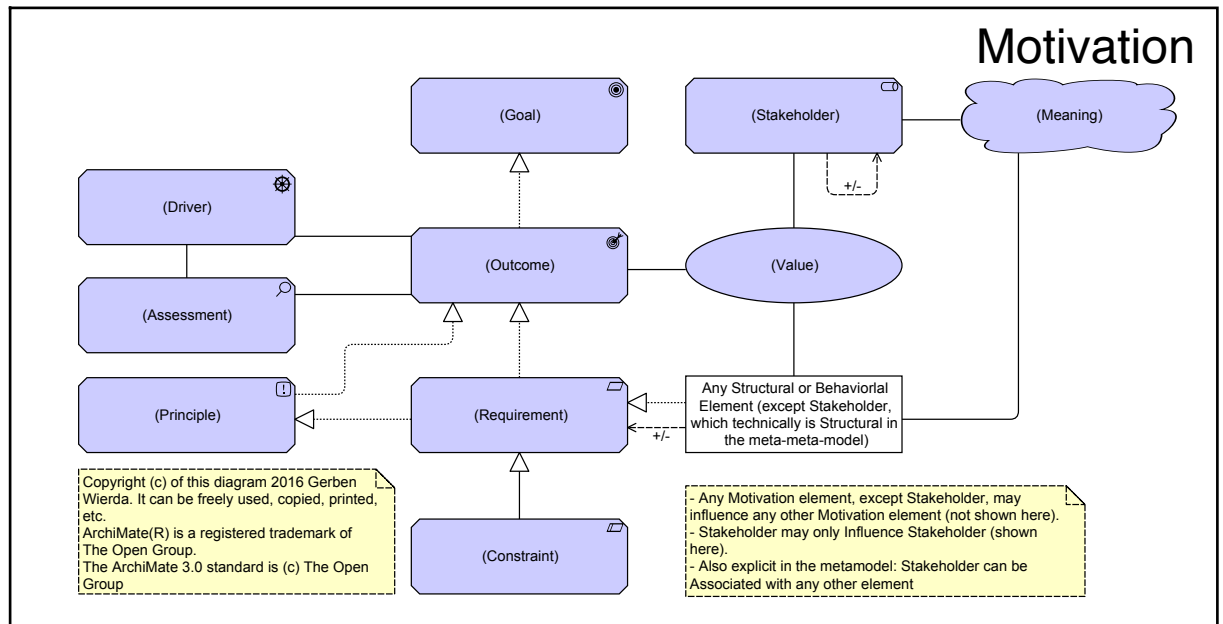 Motivation
(Goal)
(Stakeholder)
(Meaning)
+/-
(Driver)
(Outcome)
(Value)
(Assessment)
(Principle)
(Requirement)
Any Structural or Behaviorlal
Element (except Stakeholder,
which technically is Structural in
the meta-meta-model)
+/-
Copyright (c) of this diagram 2016 Gerben
Wierda. It can be freely used, copied, printed,
etc.
ArchiMate(R) is a registered trademark of
The Open Group.
The ArchiMate 3.0 standard is (c) The Open
Group
(Constraint)
- Any Motivation element, except Stakeholder, may
influence any other Motivation element (not shown here).
- Stakeholder may only Influence Stakeholder (shown
here).
- Also explicit in the metamodel: Stakeholder can be
Associated with any other element